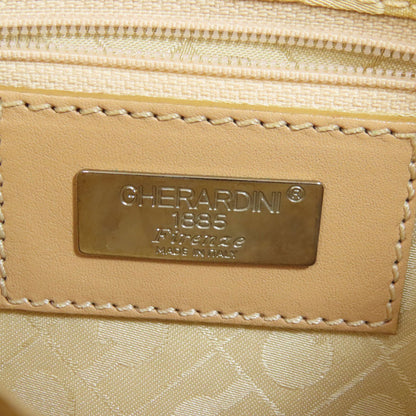 GHERARDINI®
1885
Firenze
MADE IN ITALY